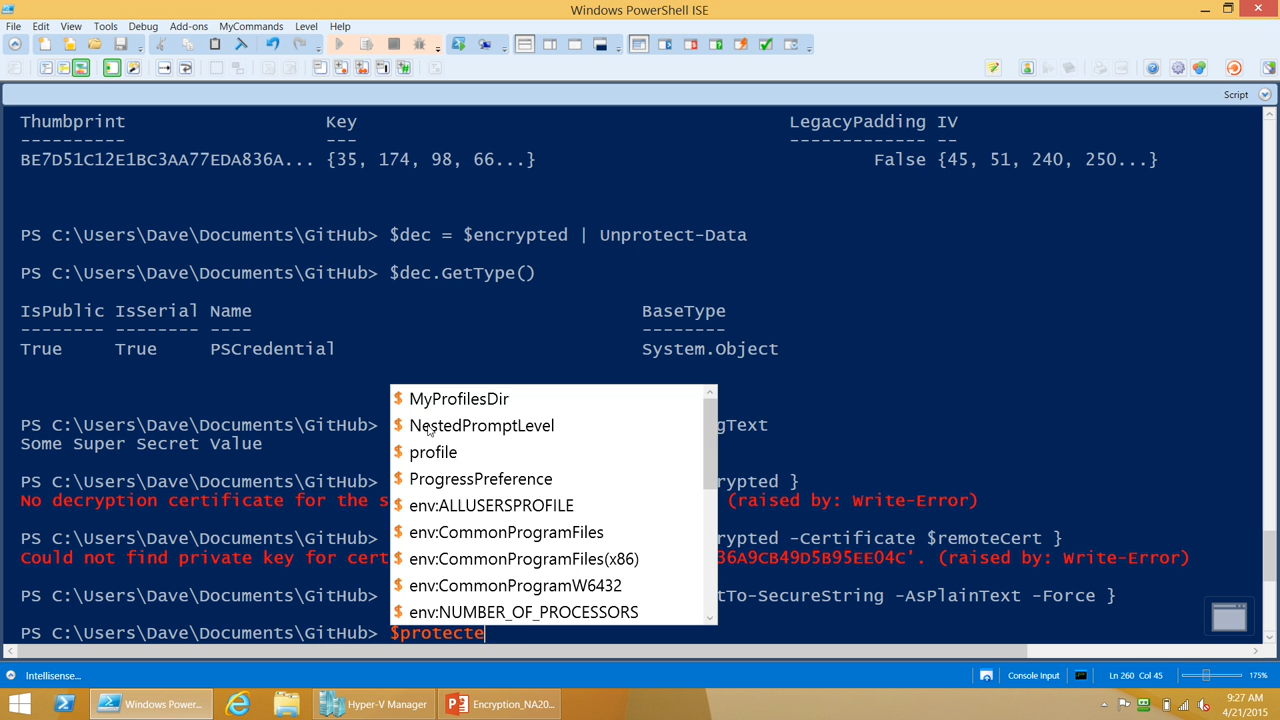 Windows PowerShell ISE
File Edit View Tools Debug Add-ons MyCommands Level Help
Script
Thumbprint Key LegacyPadding IV
---------- --- ------------- --
BE7D51C12E1BC3AA77EDA836A... {35, 174, 98, 66...} False {45, 51, 240, 250...}
PS C:\Users\Dave\Documents\GitHub> $dec = $encrypted | Unprotect-Data
PS C:\Users\Dave\Documents\GitHub> $dec.GetType()
IsPublic IsSerial Name BaseType
-------- -------- ---- --------
True True PSCredential System.Object
PS C:\Users\Dave\Documents\GitHub> gText
Some Super Secret Value
PS C:\Users\Dave\Documents\GitHub> rypted }
No decryption certificate for the s (raised by: Write-Error)
PS C:\Users\Dave\Documents\GitHub> rypted -Certificate $remoteCert }
Could not find private key for cert 36A9CB49D5B95EE04C'. (raised by: Write-Error)
PS C:\Users\Dave\Documents\GitHub> tTo-SecureString -AsPlainText -Force }
PS C:\Users\Dave\Documents\GitHub> $protecte
MyProfilesDir
NestedPromptLevel
profile
ProgressPreference
env:ALLUSERSPROFILE
env:CommonProgramFiles
env:CommonProgramFiles(x86)
env:CommonProgramW6432
env:NUMBER_OF_PROCESSORS
Intellisense... Console Input Ln 260 Col 45 175%
Windows Power... Hyper-V Manager Encryption_NA20... 9:27 AM
4/21/2015